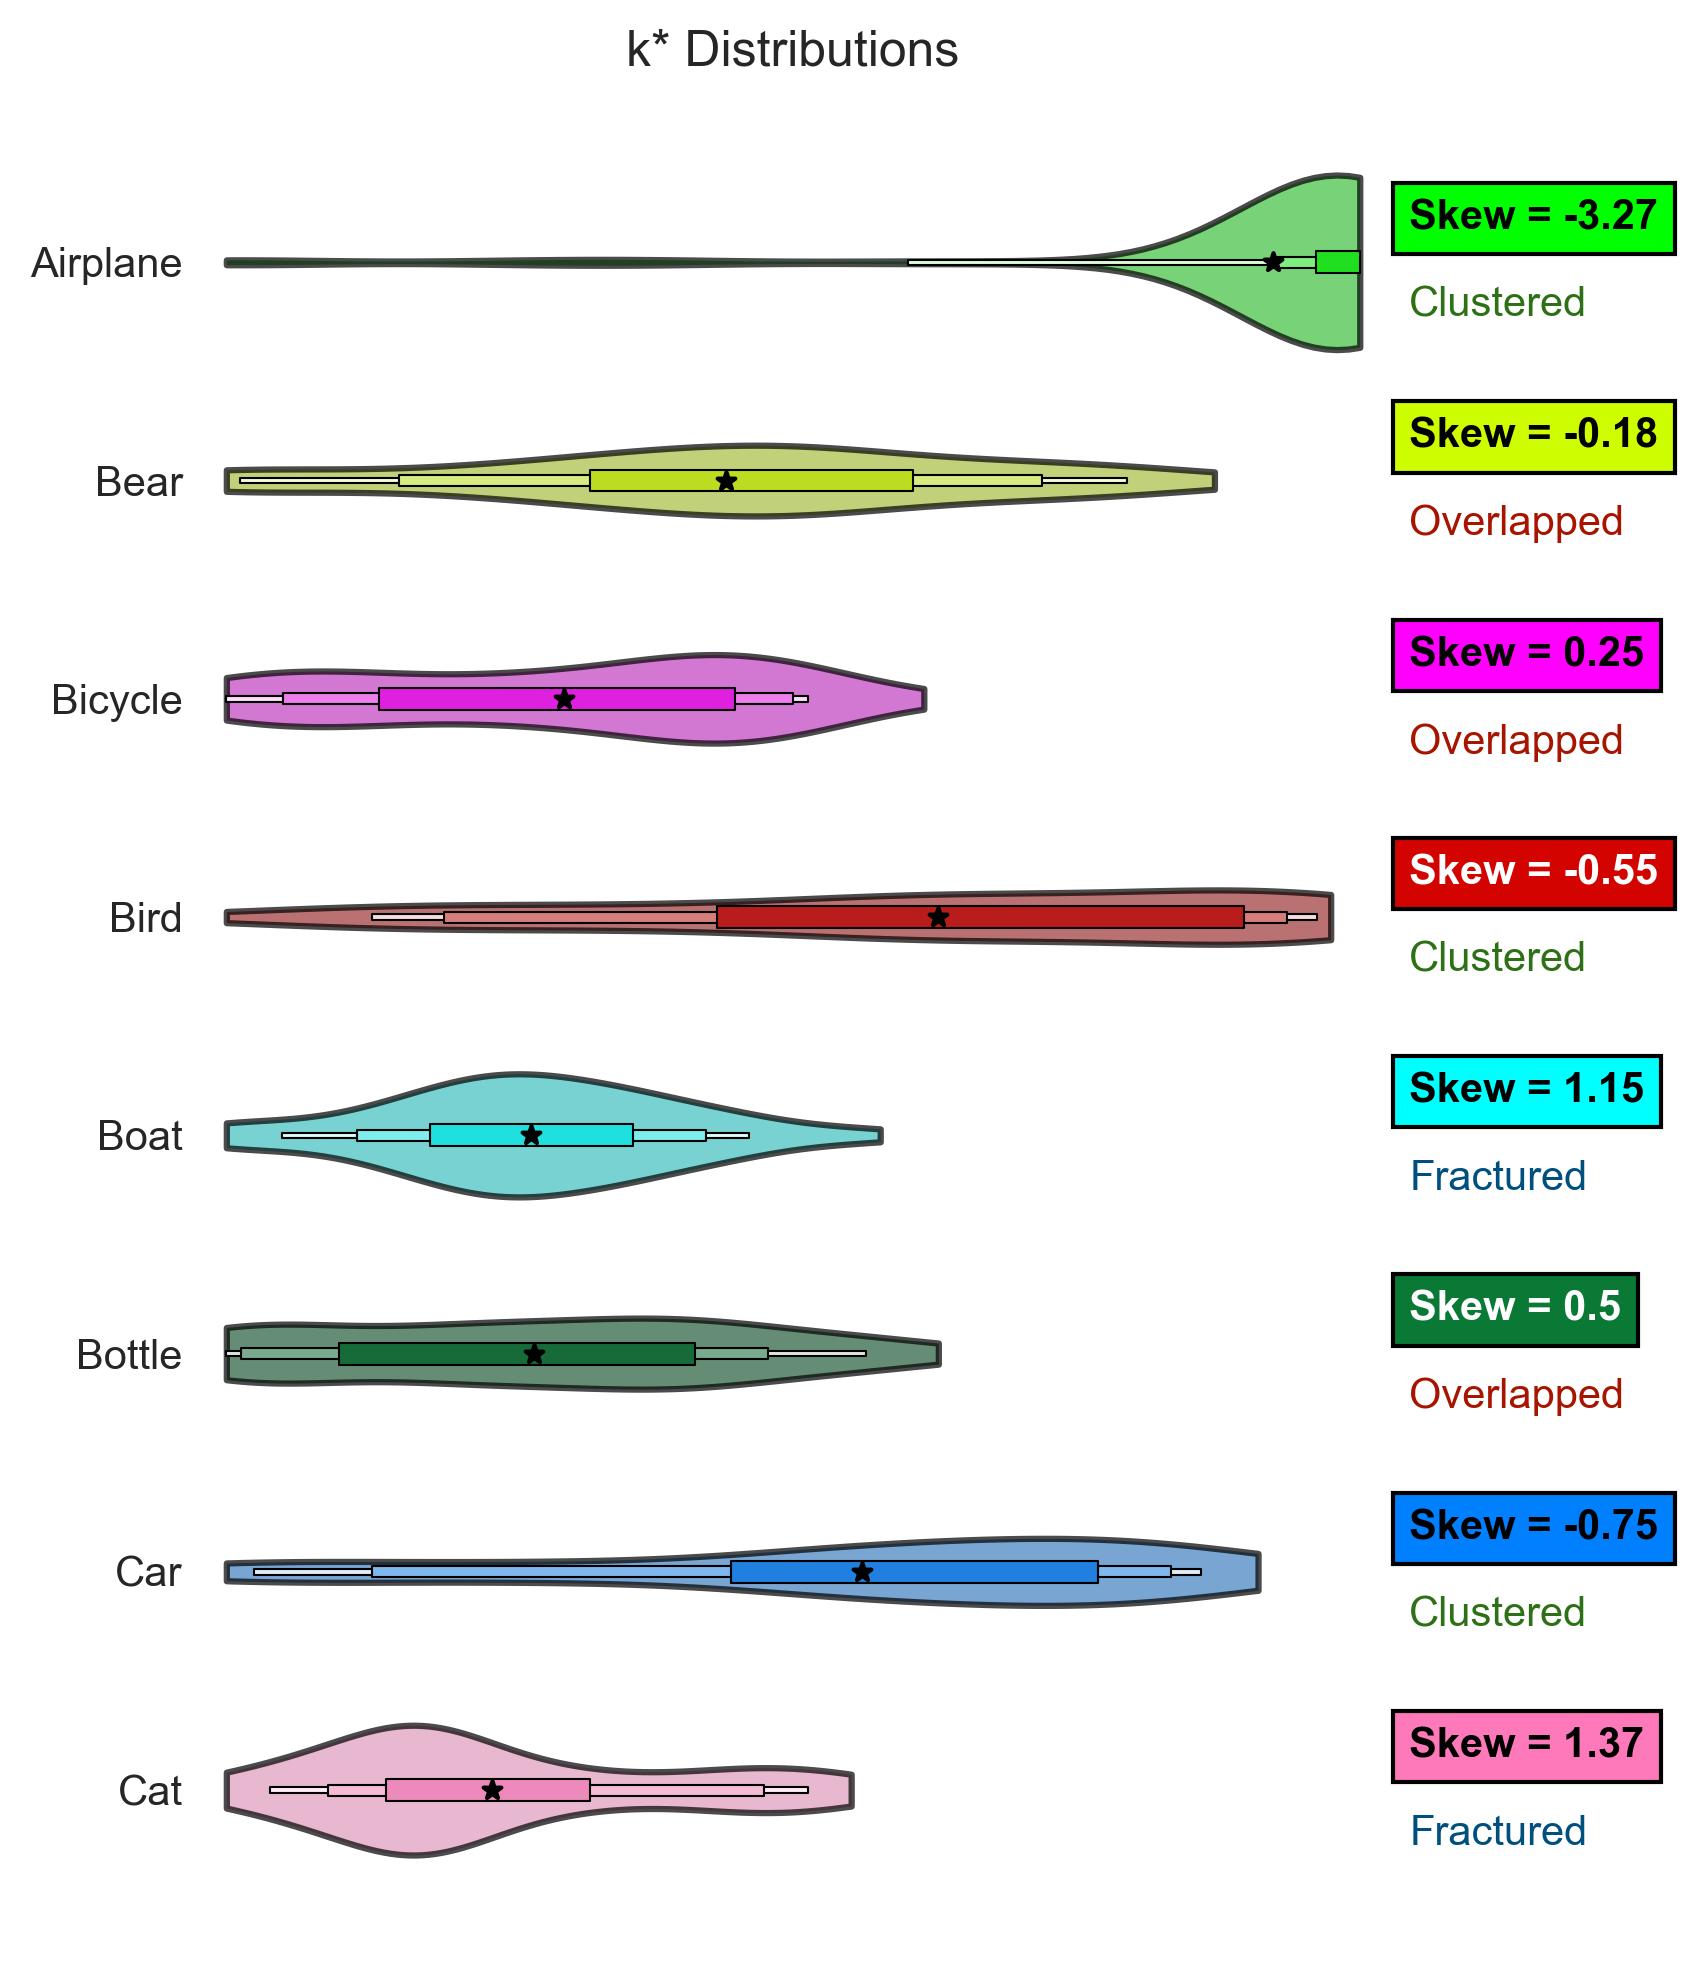 k* Distributions
Airplane
Skew = -3.27
Clustered
Bear
Skew = -0.18
Overlapped
Bicycle
Skew = 0.25
Overlapped
Bird
Skew = -0.55
Clustered
Boat
Skew = 1.15
Fractured
Bottle
Skew = 0.5
Overlapped
Car
Skew = -0.75
Clustered
Cat
Skew = 1.37
Fractured